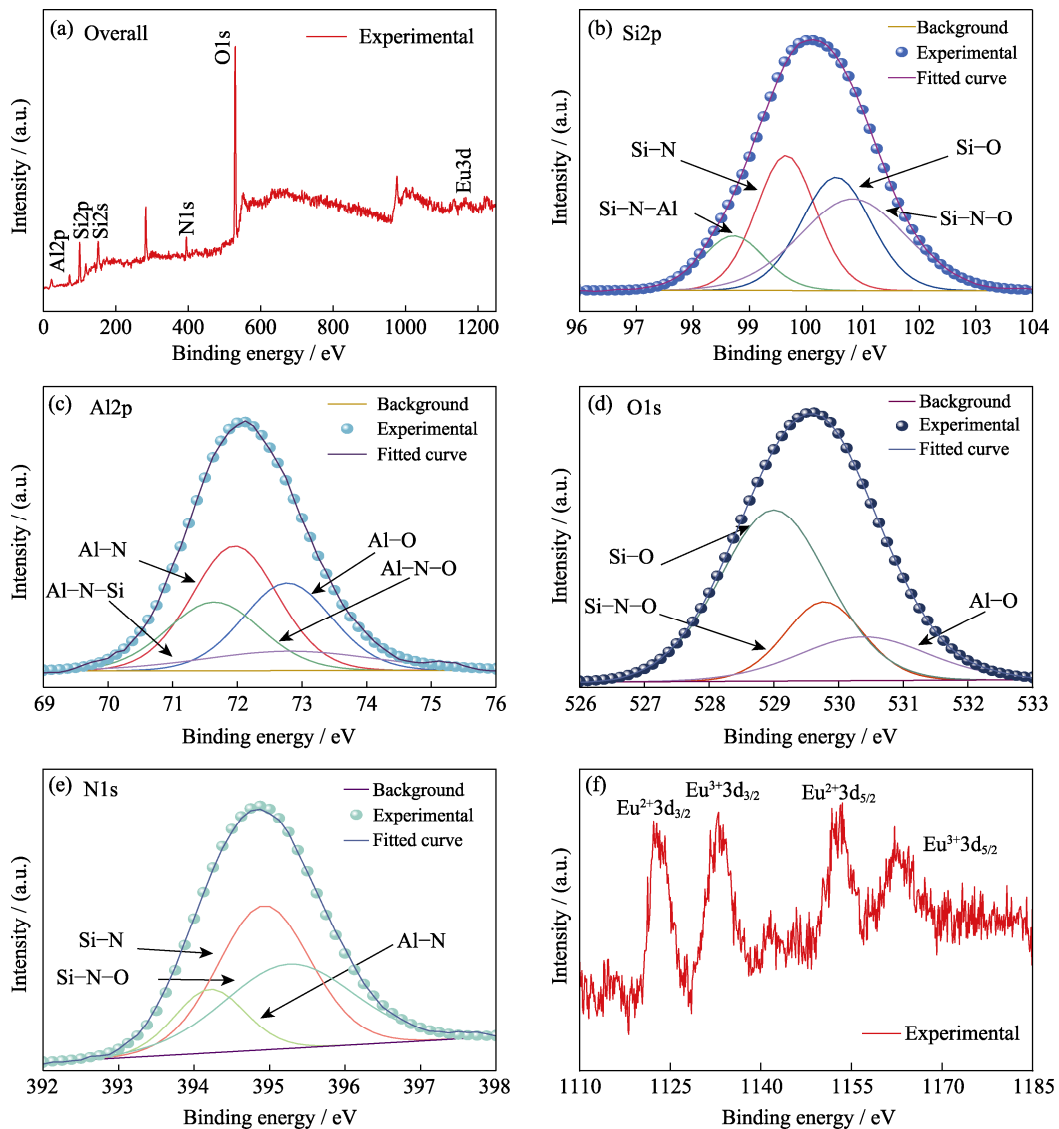 (a) Overall
Experimental
O1s
Al2p
Si2p
Si2s
N1s
Eu3d
Intensity / (a.u.)
0 200 400 600 800 1000 1200
Binding energy / eV
(b) Si2p
Background
Experimental
Fitted curve
Si−N
Si−O
Si−N−Al
Si−N−O
Intensity / (a.u.)
96 97 98 99 100 101 102 103 104
Binding energy / eV
(c) Al2p
Background
Experimental
Fitted curve
Al−N
Al−O
Al−N−Si
Al−N−O
Intensity / (a.u.)
69 70 71 72 73 74 75 76
Binding energy / eV
(d) O1s
Background
Experimental
Fitted curve
Si−O
Si−N−O
Al−O
Intensity / (a.u.)
526 527 528 529 530 531 532 533
Binding energy / eV
(e) N1s
Background
Experimental
Fitted curve
Si−N
Al−N
Si−N−O
Intensity / (a.u.)
392 393 394 395 396 397 398
Binding energy / eV
(f)
Eu²⁺3d₃/₂
Eu³⁺3d₃/₂
Eu²⁺3d₅/₂
Eu³⁺3d₅/₂
Experimental
Intensity / (a.u.)
1110 1125 1140 1155 1170 1185
Binding energy / eV